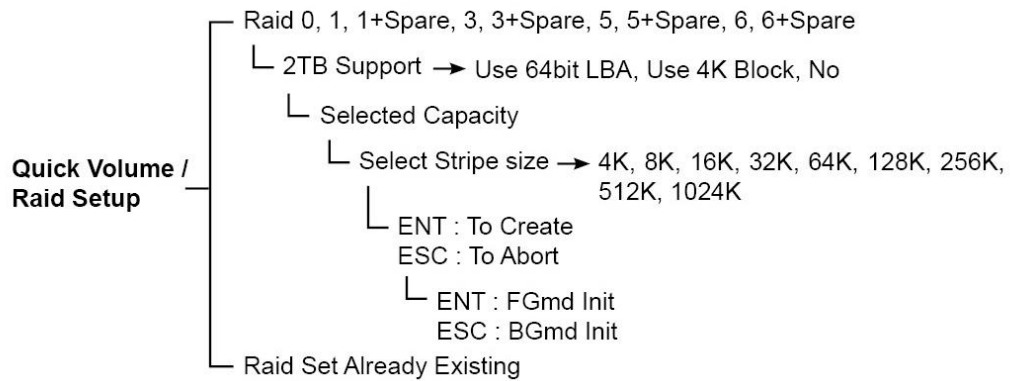 Raid 0, 1, 1+Spare, 3, 3+Spare, 5, 5+Spare, 6, 6+Spare
2TB Support → Use 64bit LBA, Use 4K Block, No
Selected Capacity
Quick Volume /
Raid Setup
Select Stripe size → 4K, 8K, 16K, 32K, 64K, 128K, 256K,
512K, 1024K
ENT : To Create
ESC : To Abort
ENT : FGmd Init
ESC : BGmd Init
Raid Set Already Existing